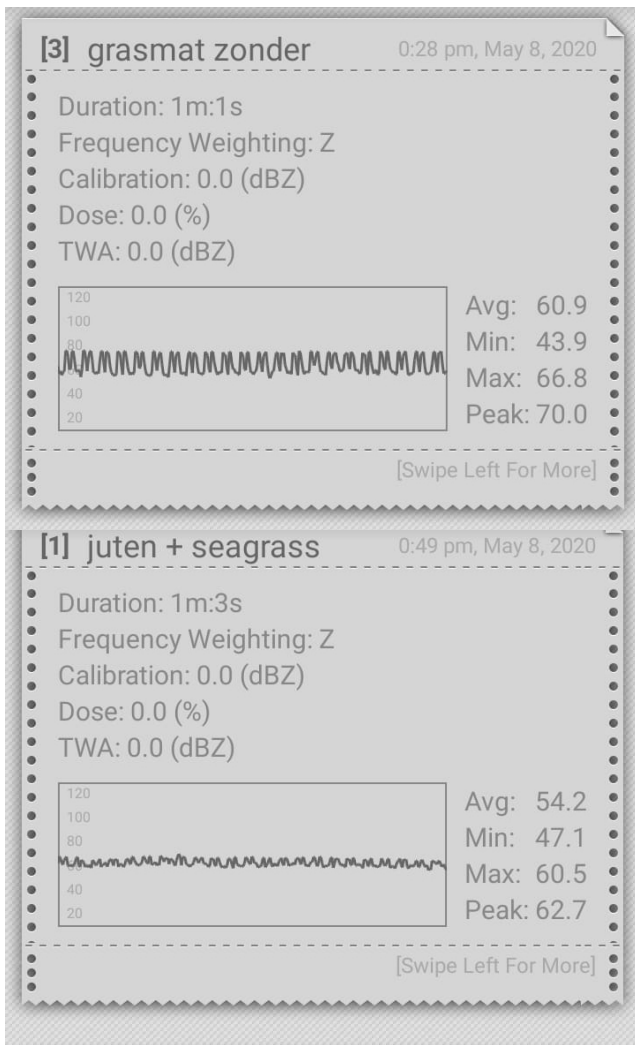 [3] grasmat zonder 0:28 pm, May 8, 2020
Duration: 1m:1s
Frequency Weighting: Z
Calibration: 0.0 (dBZ)
Dose: 0.0 (%)
TWA: 0.0 (dBZ)
120
100
80
40
20
Avg: 60.9
Min: 43.9
Max: 66.8
Peak: 70.0
[Swipe Left For More]
[1] juten + seagrass 0:49 pm, May 8, 2020
Duration: 1m:3s
Frequency Weighting: Z
Calibration: 0.0 (dBZ)
Dose: 0.0 (%)
TWA: 0.0 (dBZ)
120
100
80
40
20
Avg: 54.2
Min: 47.1
Max: 60.5
Peak: 62.7
[Swipe Left For More]